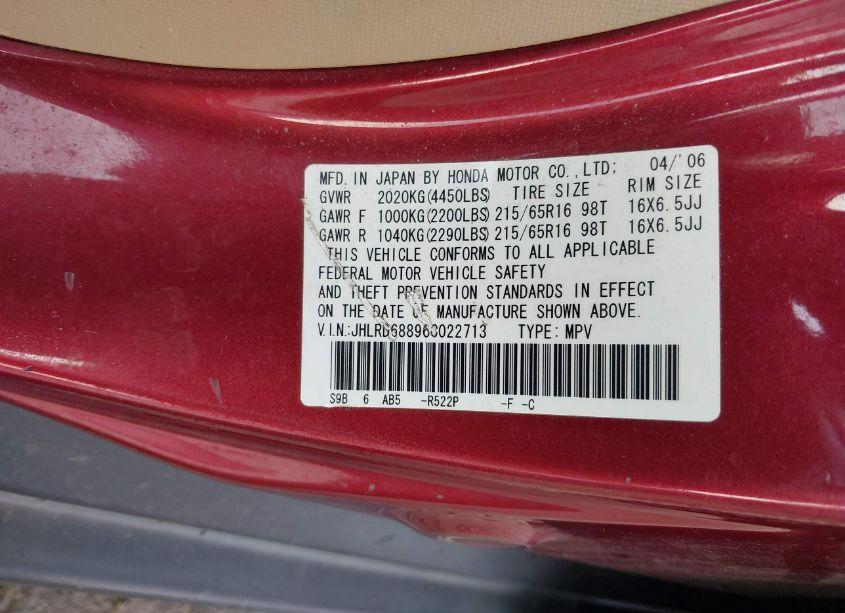 MFD. IN JAPAN BY HONDA MOTOR CO.,LTD: 04/'06
GVWR 2020KG(4450LBS) TIRE SIZE RIM SIZE
GAWR F 1000KG(2200LBS) 215/65R16 98T 16X6.5JJ
GAWR R 1040KG(2290LBS) 215/65R16 98T 16X6.5JJ
THIS VEHICLE CONFORMS TO ALL APPLICABLE
FEDERAL MOTOR VEHICLE SAFETY
AND THEFT PREVENTION STANDARDS IN EFFECT
ON THE DATE OF MANUFACTURE SHOWN ABOVE.
V.I.N.:JHLRD68896C022713 TYPE: MPV
S9B 6 AB5 -R522P -F -C